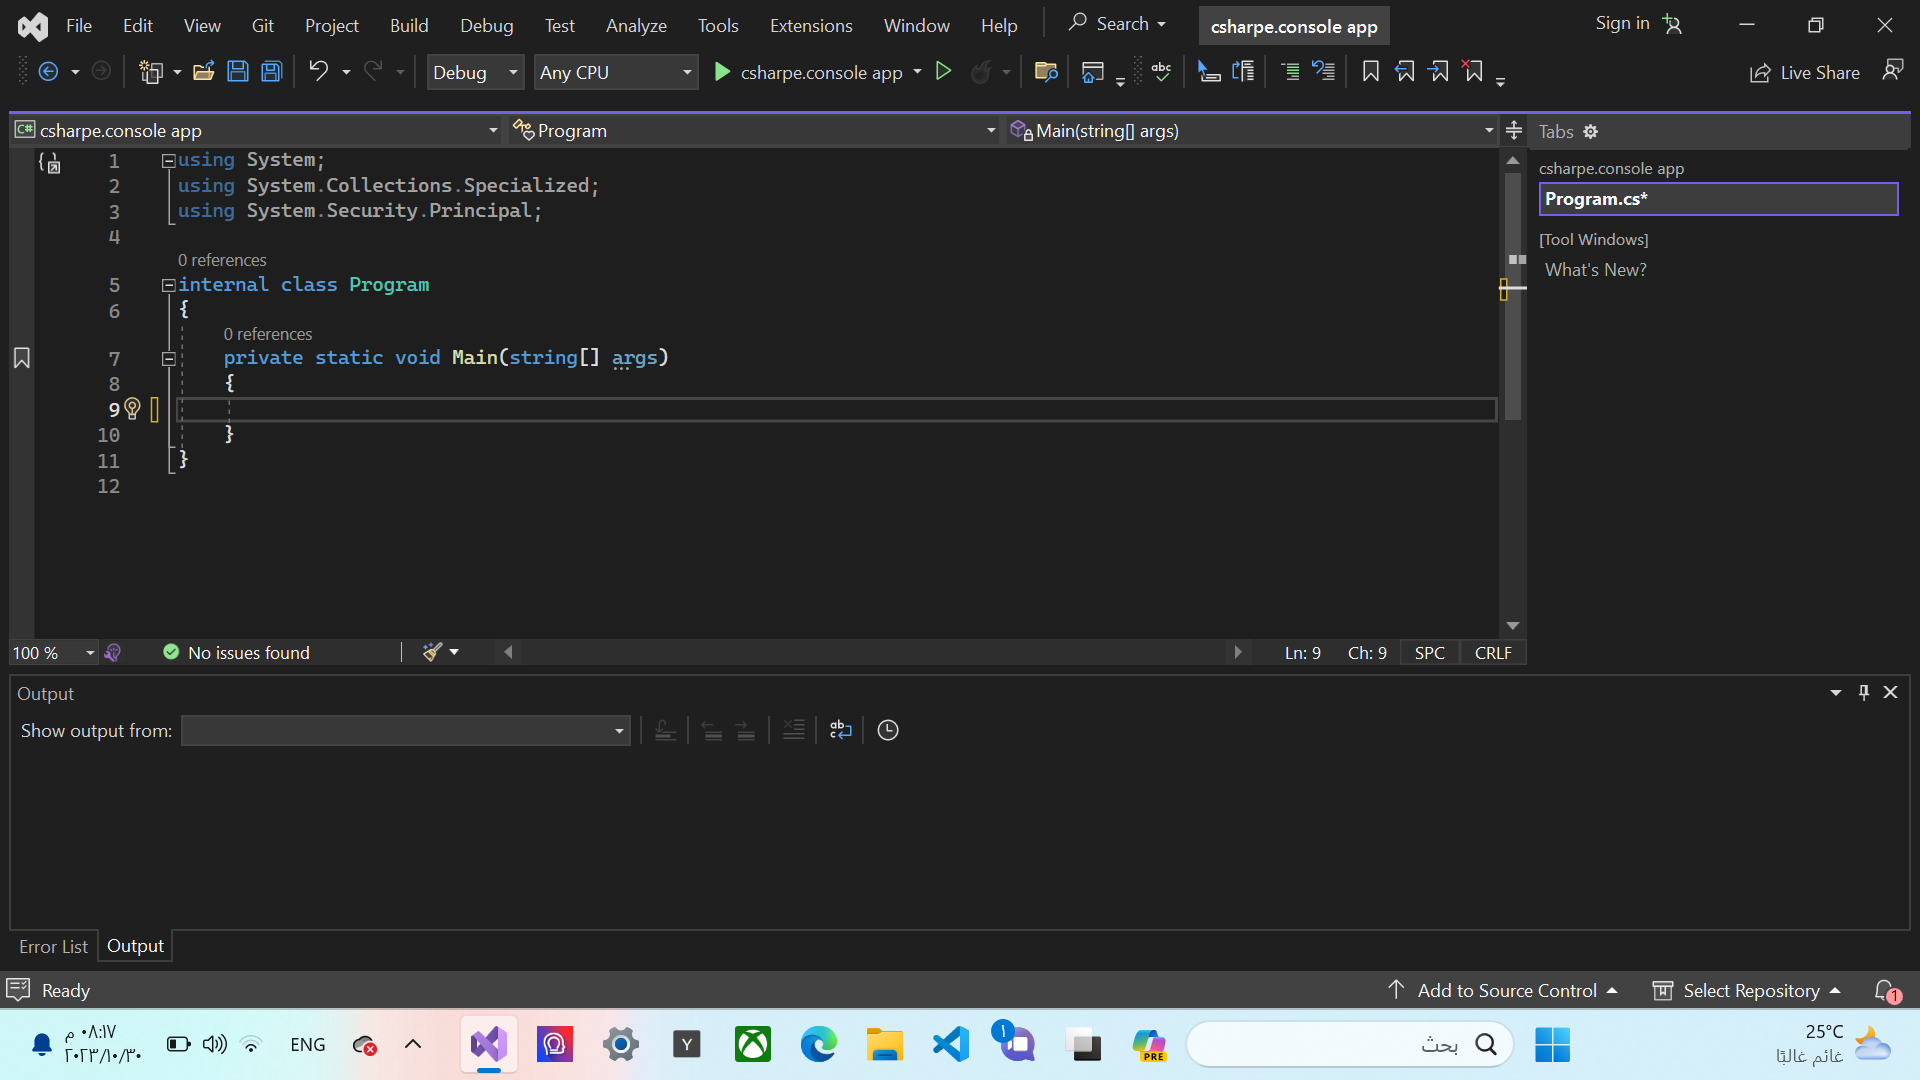 File Edit View Git Project Build Debug Test Analyze Tools Extensions Window Help Search csharpe.console app Sign in
Debug Any CPU csharpe.console app Live Share
csharpe.console app Program Main(string[] args) Tabs
1 using System;
2 using System.Collections.Specialized;
3 using System.Security.Principal;
4
0 references
5 internal class Program
6 {
0 references
7 private static void Main(string[] args)
8 {
9
10 }
11 }
12
csharpe.console app
Program.cs*
[Tool Windows]
What's New?
100 % No issues found Ln: 9 Ch: 9 SPC CRLF
Output
Show output from:
Error List Output
Ready Add to Source Control Select Repository 1
٠٨:١٧ م
٢٠٢٣/١٠/٣٠
ENG
Y
١
PRE
بحث
25°C
غائم غالبًا